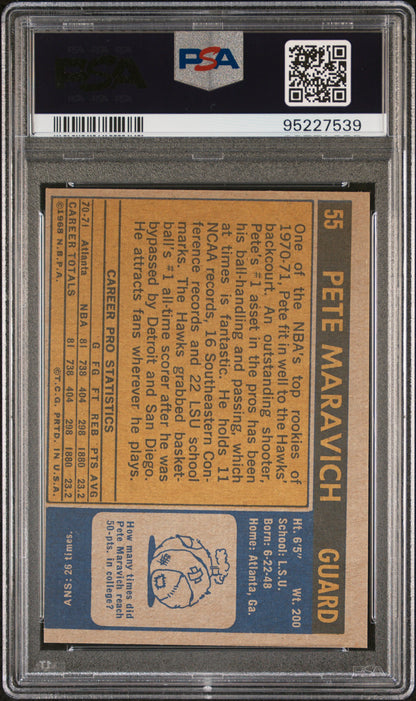 PSA
PSA
95227539
55 PETE MARAVICH GUARD
One of the NBA's top rookies of
1970-71, Pete fit in well to the Hawks'
backcourt. An outstanding shooter,
Pete's #1 asset in the pros has been
his ball-handling and passing, which
at times is fantastic. He holds 11
NCAA records, 16 Southeastern Con-
ference records and 22 LSU school
marks. The Hawks grabbed basket-
ball's #1 all-time scorer after he was
bypassed by Detroit and San Diego.
He attracts fans wherever he plays.
CAREER PRO STATISTICS
G FG FT REB PTS AVG
70-71 Atlanta NBA 81 738 404 298 1880 23.2
CAREER TOTALS 81 738 404 298 1880 23.2
©1968 N.B.P.A. ©T.C.G. PRTD. IN U.S.A.
Ht. 6'5" Wt. 200
School: L.S.U.
Born: 6-22-48
Home: Atlanta, Ga.
How many times did
Pete Maravich reach
50-pts. in college?
ANS: 26 times.